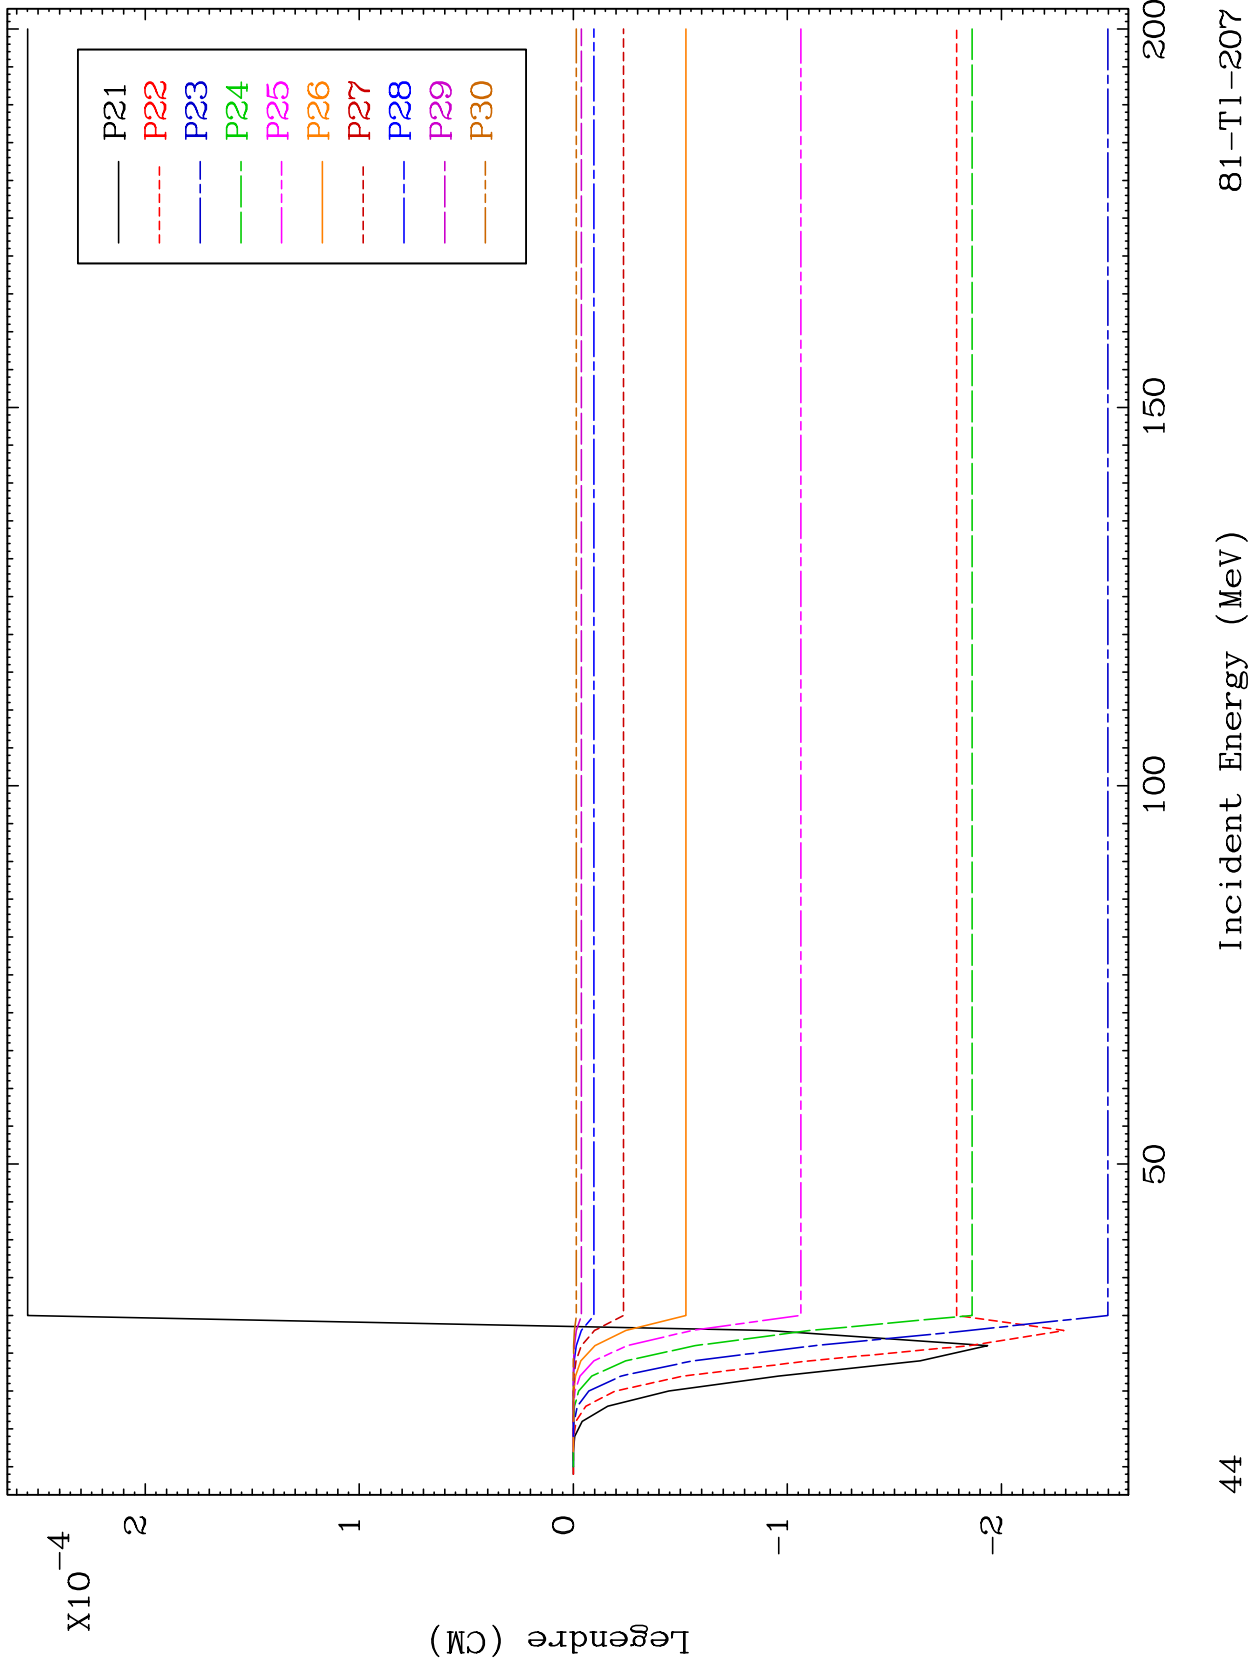 X10
-4
2
1
0
-1
-2
Legendre (CM)
P21
P22
P23
P24
P25
P26
P27
P28
P29
P30
50
100
150
200
Incident Energy (MeV)
44
81-Tl-207